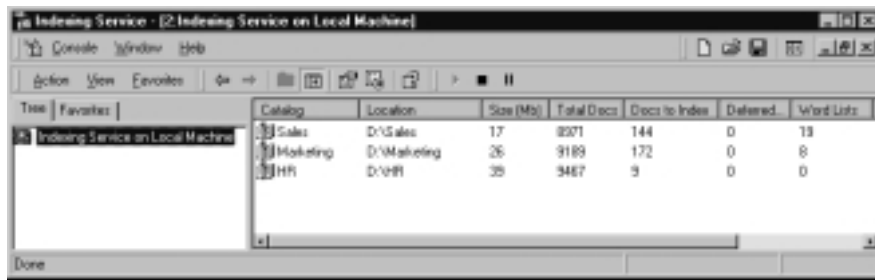 Indexing Service - [2:Indexing Service on Local Machine]
Console Window Help
Action View Favorites
Tree Favorites
Indexing Service on Local Machine
Catalog Location Size (Mb) Total Docs Docs to Index Deferred... Word Lists
Sales D:\Sales 17 8971 144 0 19
Marketing D:\Marketing 26 9189 172 0 8
HR D:\HR 39 9467 9 0 0
Done